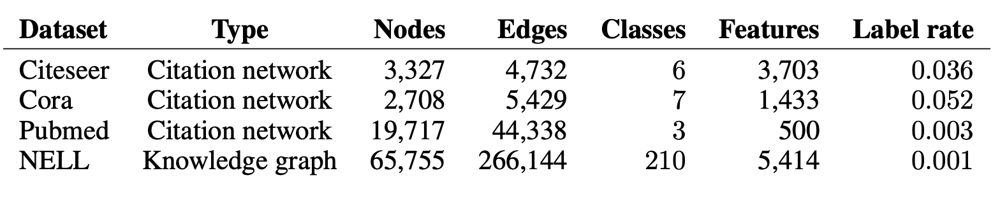 Dataset Type Nodes Edges Classes Features Label rate
Citeseer Citation network 3,327 4,732 6 3,703 0.036
Cora Citation network 2,708 5,429 7 1,433 0.052
Pubmed Citation network 19,717 44,338 3 500 0.003
NELL Knowledge graph 65,755 266,144 210 5,414 0.001